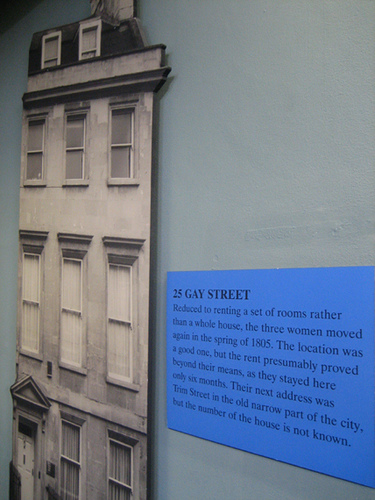 25 GAY STREET
Reduced to renting a set of rooms rather
than a whole house, the three women moved
again in the spring of 1805. The location was
a good one, but the rent presumably proved
beyond their means, as they stayed here
only six months. Their next address was
Trim Street in the old narrow part of the city,
but the number of the house is not known.